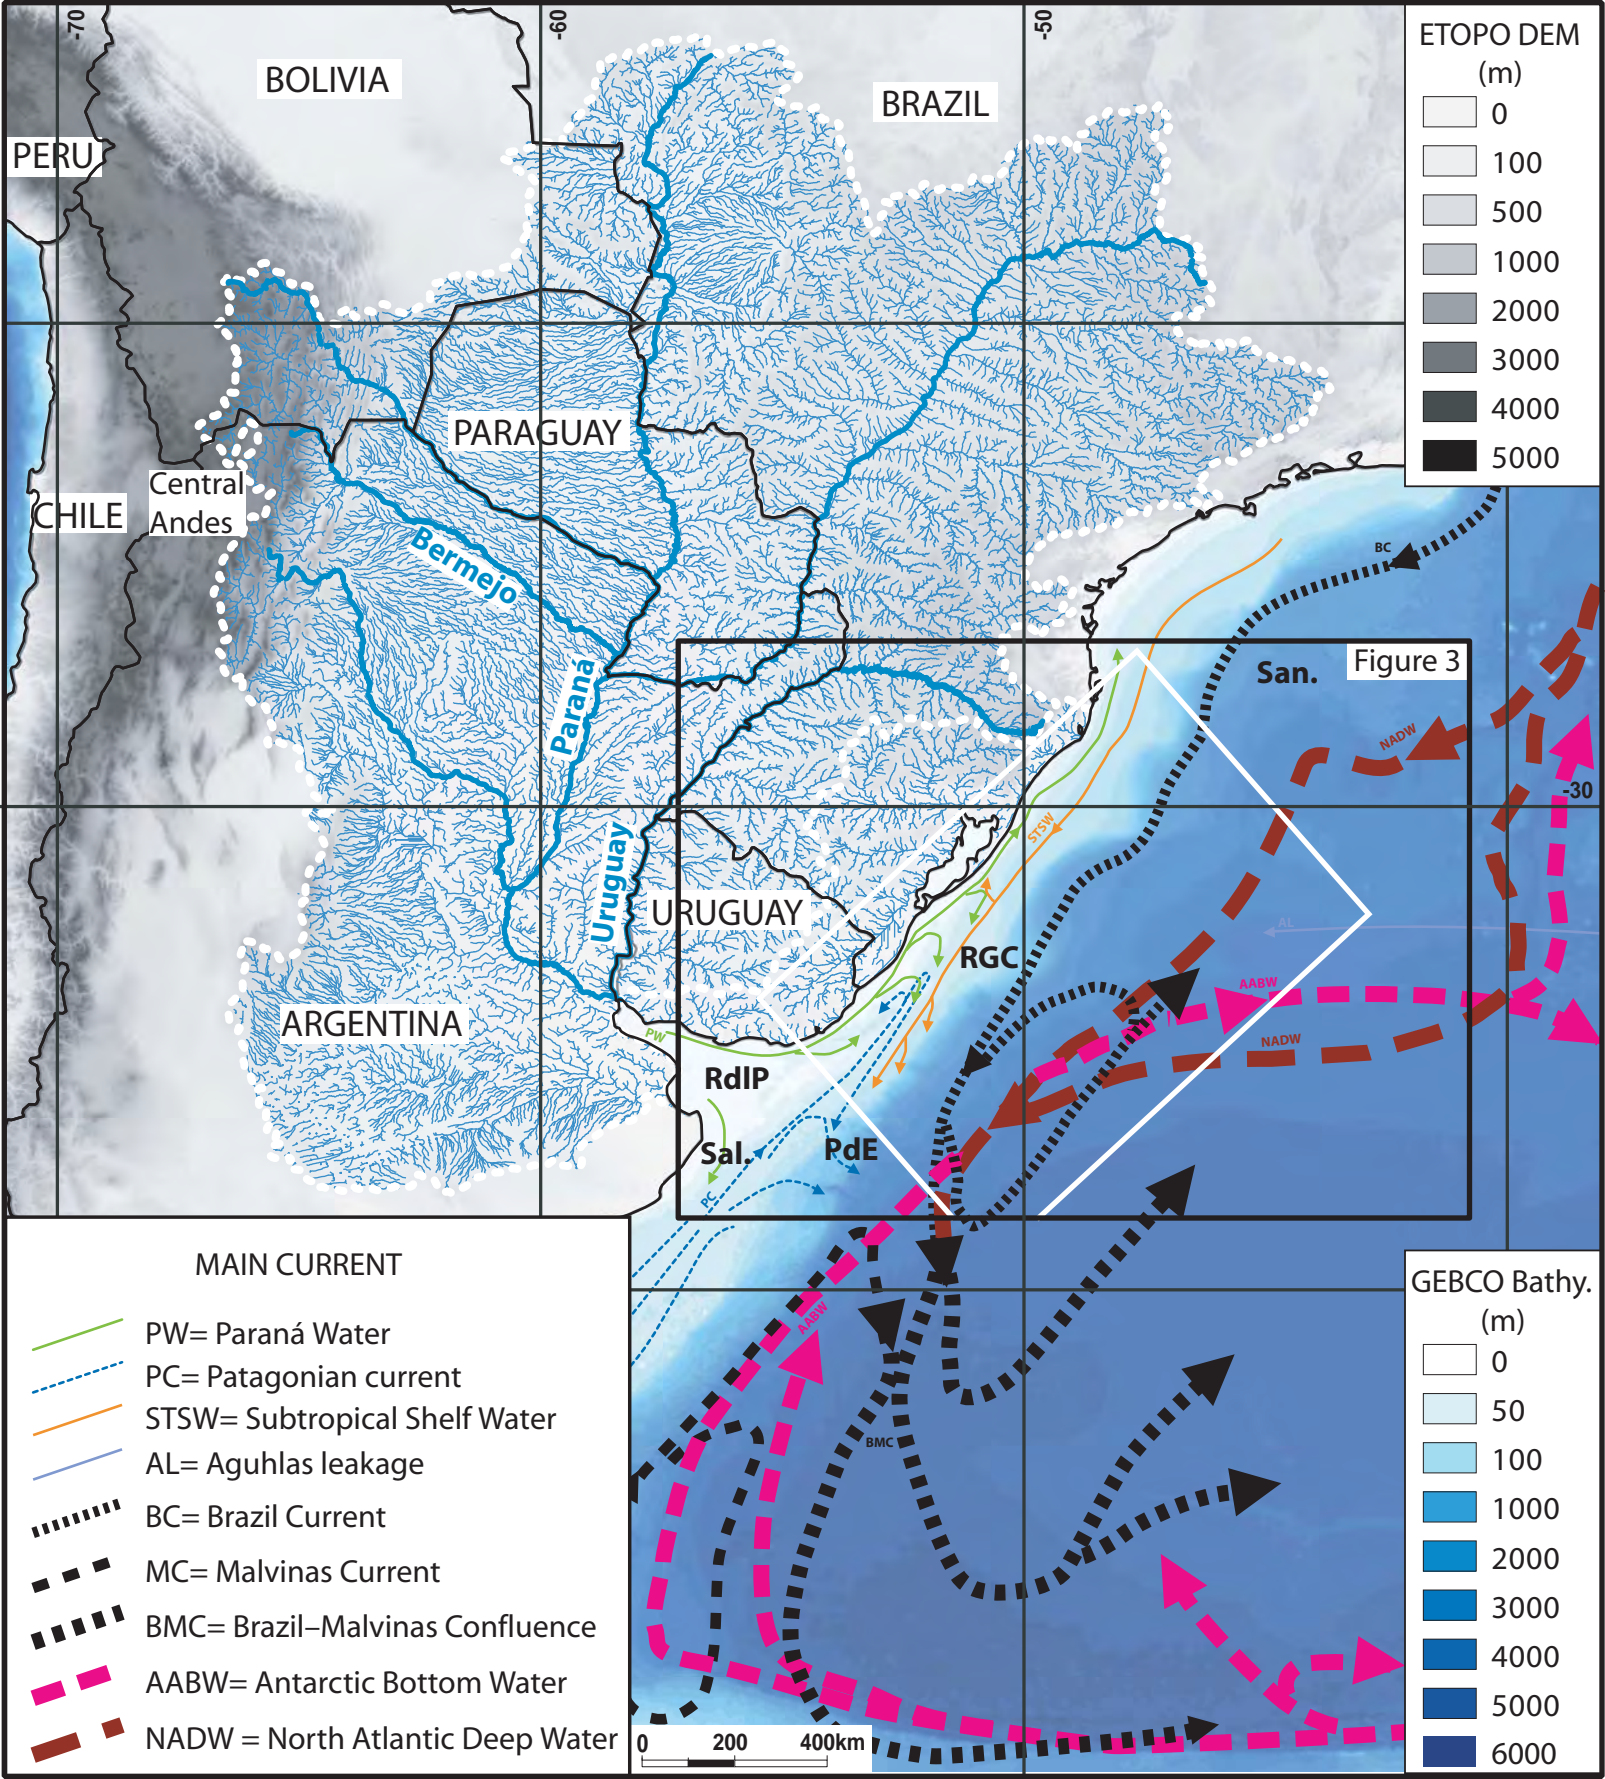 -70
-60
-50
BOLIVIA
BRAZIL
PERU
PARAGUAY
Central
Andes
CHILE
Bermejo
Paraná
Uruguay
URUGUAY
ARGENTINA
BC
Figure 3
San.
NADW
-30
STSW
AL
RGC
AABW
NADW
PW
RdlP
Sal.
PdE
PC
AABW
BMC
ETOPO DEM
(m)
0
100
500
1000
2000
3000
4000
5000
MAIN CURRENT
PW= Paraná Water
PC= Patagonian current
STSW= Subtropical Shelf Water
AL= Aguhlas leakage
BC= Brazil Current
MC= Malvinas Current
BMC= Brazil–Malvinas Confluence
AABW= Antarctic Bottom Water
NADW = North Atlantic Deep Water
0 200 400km
GEBCO Bathy.
(m)
0
50
100
1000
2000
3000
4000
5000
6000